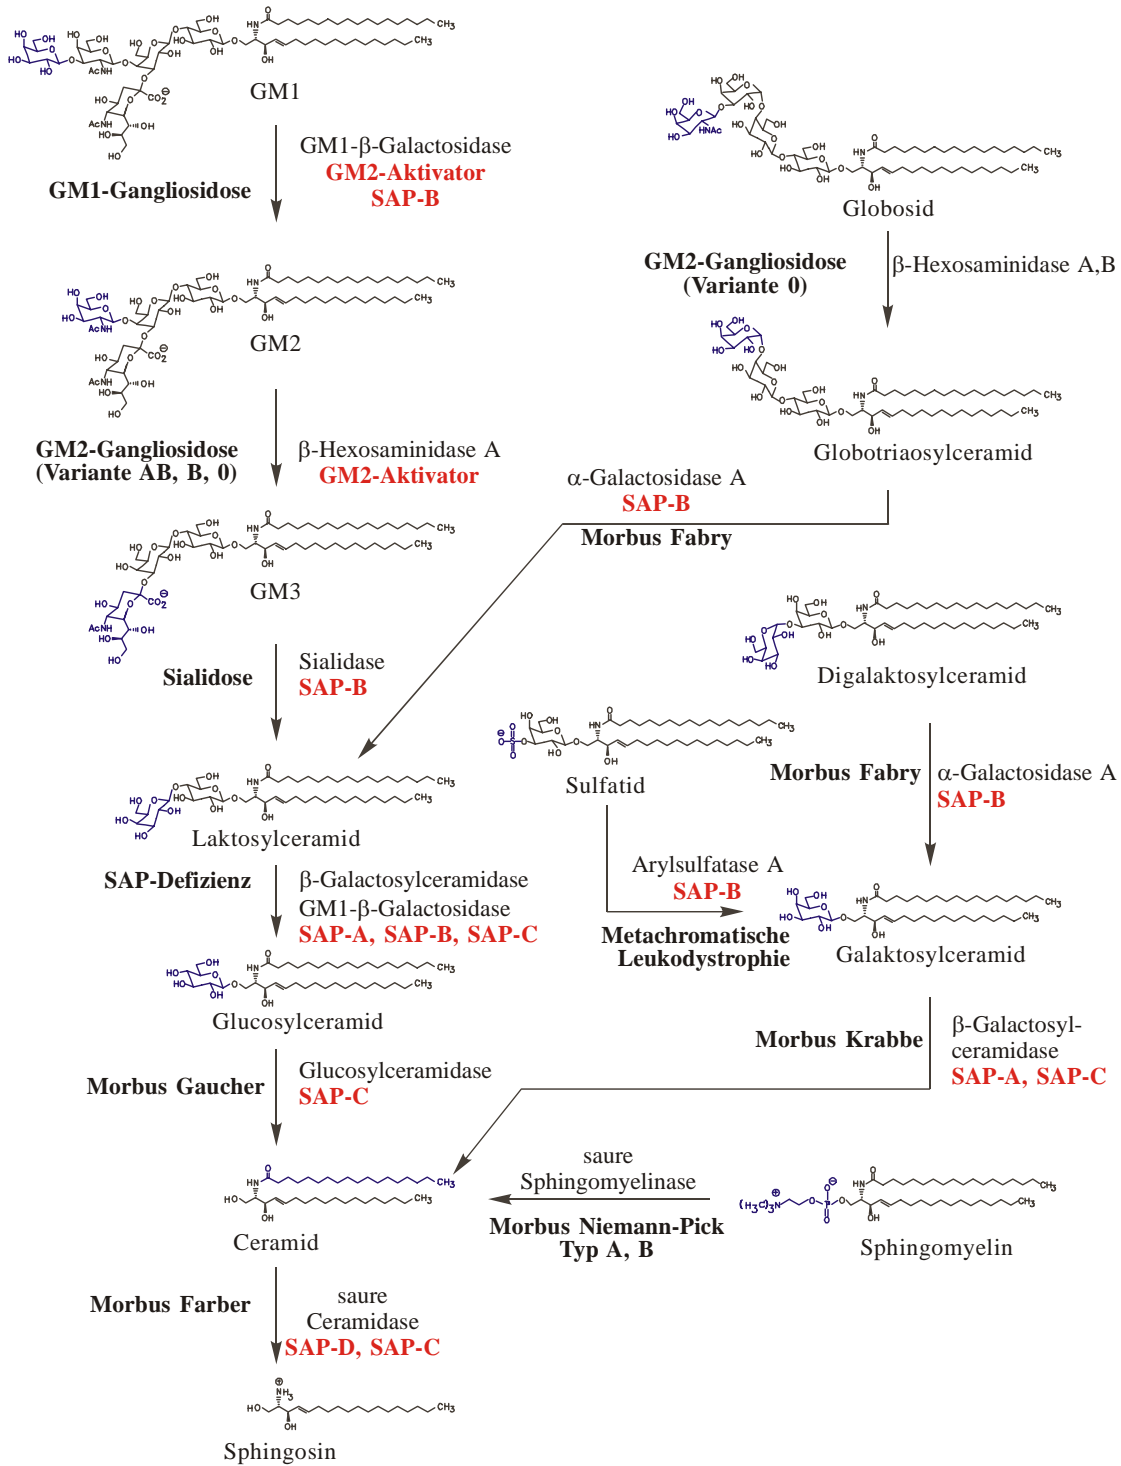 GM1
GM1-β-Galactosidase
GM2-Aktivator
SAP-B
GM1-Gangliosidose
Globosid
GM2-Gangliosidose
(Variante 0)
β-Hexosaminidase A,B
GM2
GM2-Gangliosidose
(Variante AB, B, 0)
β-Hexosaminidase A
GM2-Aktivator
Globotriaosylceramid
α-Galactosidase A
SAP-B
Morbus Fabry
GM3
Sialidose
Sialidase
SAP-B
Digalaktosylceramid
Sulfatid
Morbus Fabry
α-Galactosidase A
SAP-B
Laktosylceramid
SAP-Defizienz
β-Galactosylceramidase
GM1-β-Galactosidase
SAP-A, SAP-B, SAP-C
Arylsulfatase A
SAP-B
Metachromatische
Leukodystrophie
Galaktosylceramid
Glucosylceramid
Morbus Gaucher
Glucosylceramidase
SAP-C
Morbus Krabbe
β-Galactosyl-
ceramidase
SAP-A, SAP-C
Ceramid
saure
Sphingomyelinase
Morbus Niemann-Pick
Typ A, B
Sphingomyelin
Morbus Farber
saure
Ceramidase
SAP-D, SAP-C
Sphingosin